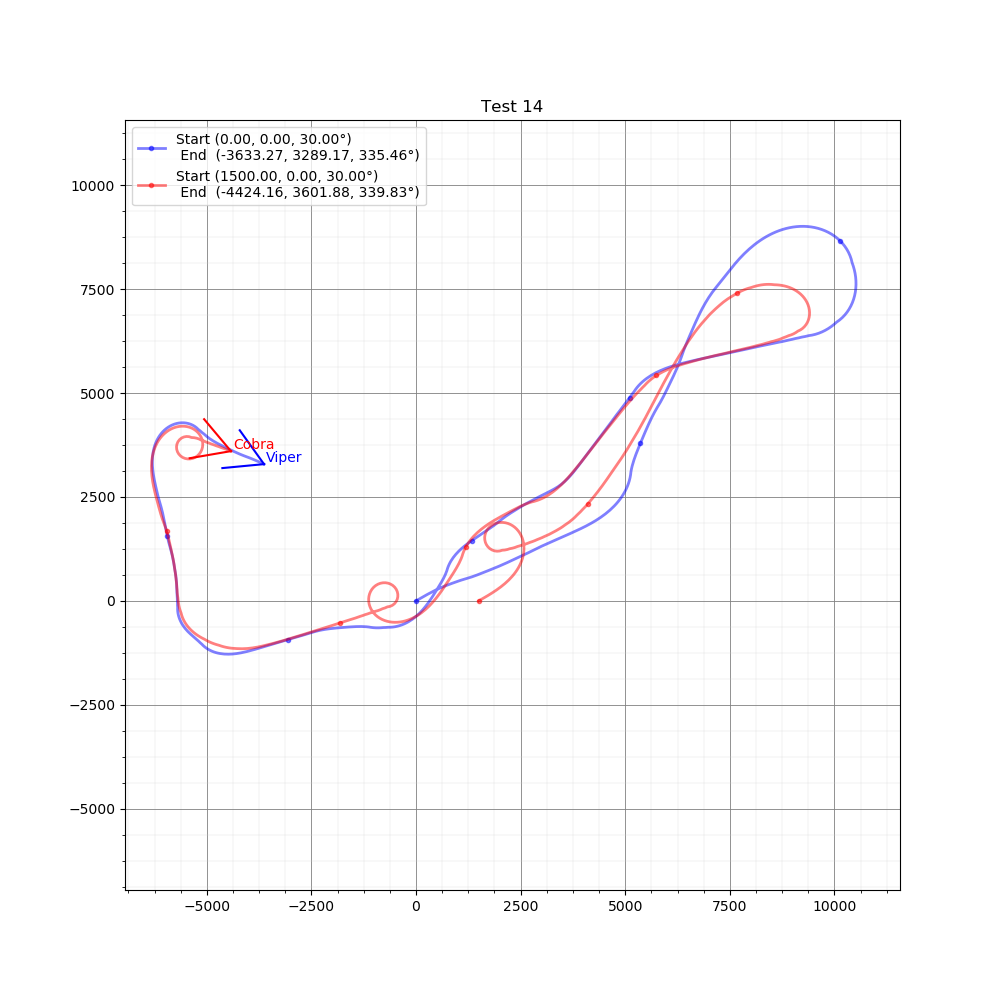 Test 14
Start (0.00, 0.00, 30.00°)
End (-3633.27, 3289.17, 335.46°)
Start (1500.00, 0.00, 30.00°)
End (-4424.16, 3601.88, 339.83°)
10000
7500
5000
2500
0
−2500
−5000
Cobra
Viper
−5000
−2500
0
2500
5000
7500
10000